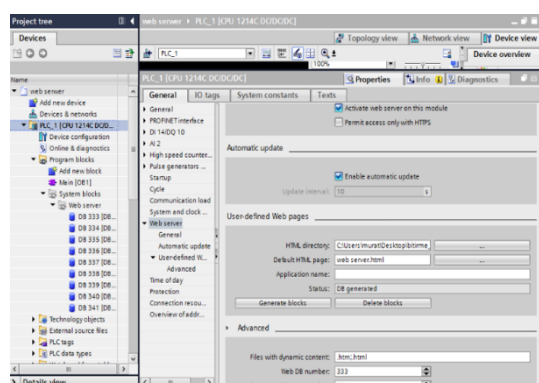 Project tree
web server ▸ PLC_1 [CPU 1214C DC/DC/DC]
Devices
Topology view
Network view
Device view
PLC_1
100%
Device overview
Name
web server
Add new device
Devices & networks
PLC_1 [CPU 1214C DC/D...
Device configuration
Online & diagnostics
Program blocks
Add new block
Main [OB1]
System blocks
Web server
DB 333 [DB...
DB 334 [DB...
DB 335 [DB...
DB 336 [DB...
DB 337 [DB...
DB 338 [DB...
DB 339 [DB...
DB 340 [DB...
DB 341 [DB...
Technology objects
External source files
PLC tags
PLC data types
Details view
PLC_1 [CPU 1214C DC/DC/DC]
Properties
Info
Diagnostics
General
IO tags
System constants
Texts
General
PROFINET interface
DI 14/DQ 10
AI 2
High speed counter...
Pulse generators ...
Startup
Cycle
Communication load
System and clock ...
Web server
General
Automatic update
User-defined W...
Advanced
Time of day
Protection
Connection resou...
Overview of addr...
Activate web server on this module
Permit access only with HTTPS
Automatic update
Enable automatic update
Update interval: 10 s
User-defined Web pages
HTML directory: C:\Users\murat\Desktop\bitirme_ ...
Default HTML page: web server.html ...
Application name:
Status: DB generated
Generate blocks
Delete blocks
Advanced
Files with dynamic content: .htm;.html
Web DB number: 333